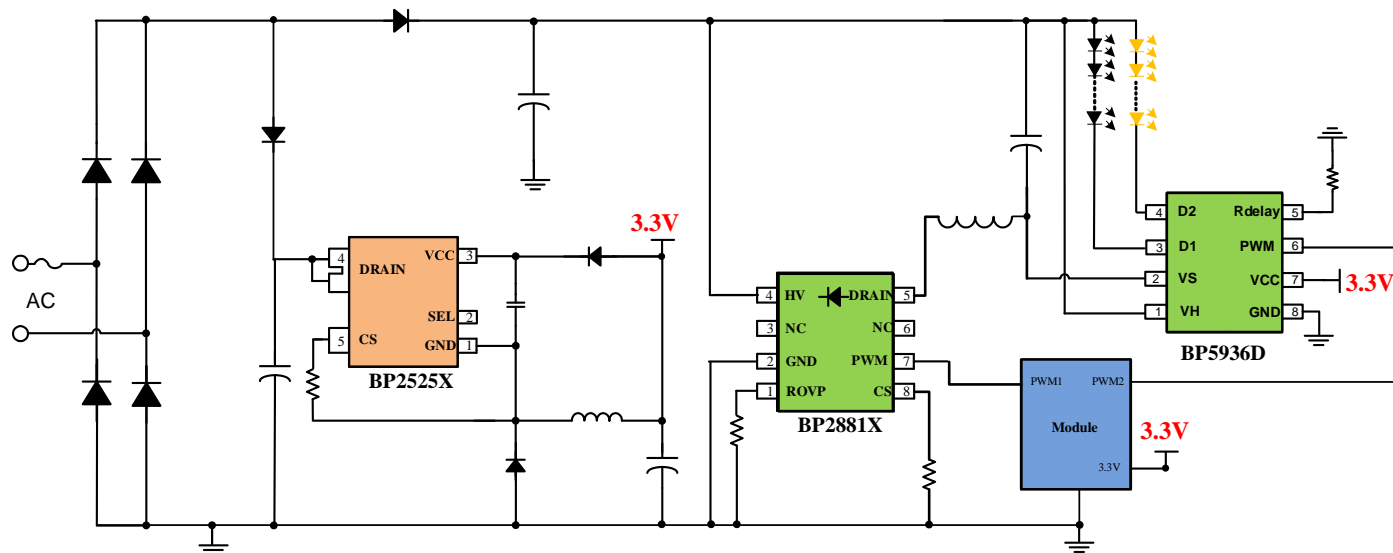 AC
4
DRAIN
VCC
3
SEL
2
CS
5
GND
1
BP2525X
3.3V
4
HV
DRAIN
5
3
NC
NC
6
2
GND
PWM
7
1
ROVP
CS
8
BP2881X
4
D2
Rdelay
5
3
D1
PWM
6
2
VS
VCC
7
3.3V
1
VH
GND
8
BP5936D
PWM1
PWM2
Module
3.3V
3.3V